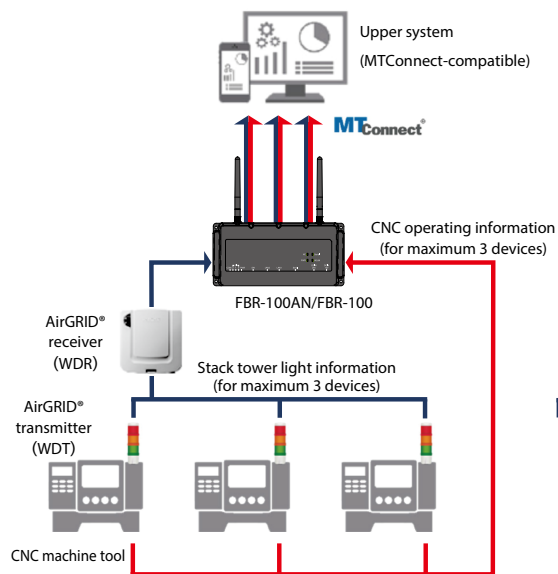 Upper system
(MTConnect-compatible)
MTConnect®
CNC operating information
(for maximum 3 devices)
FBR-100AN/FBR-100
AirGRID®
receiver
(WDR)
Stack tower light information
(for maximum 3 devices)
AirGRID®
transmitter
(WDT)
CNC machine tool